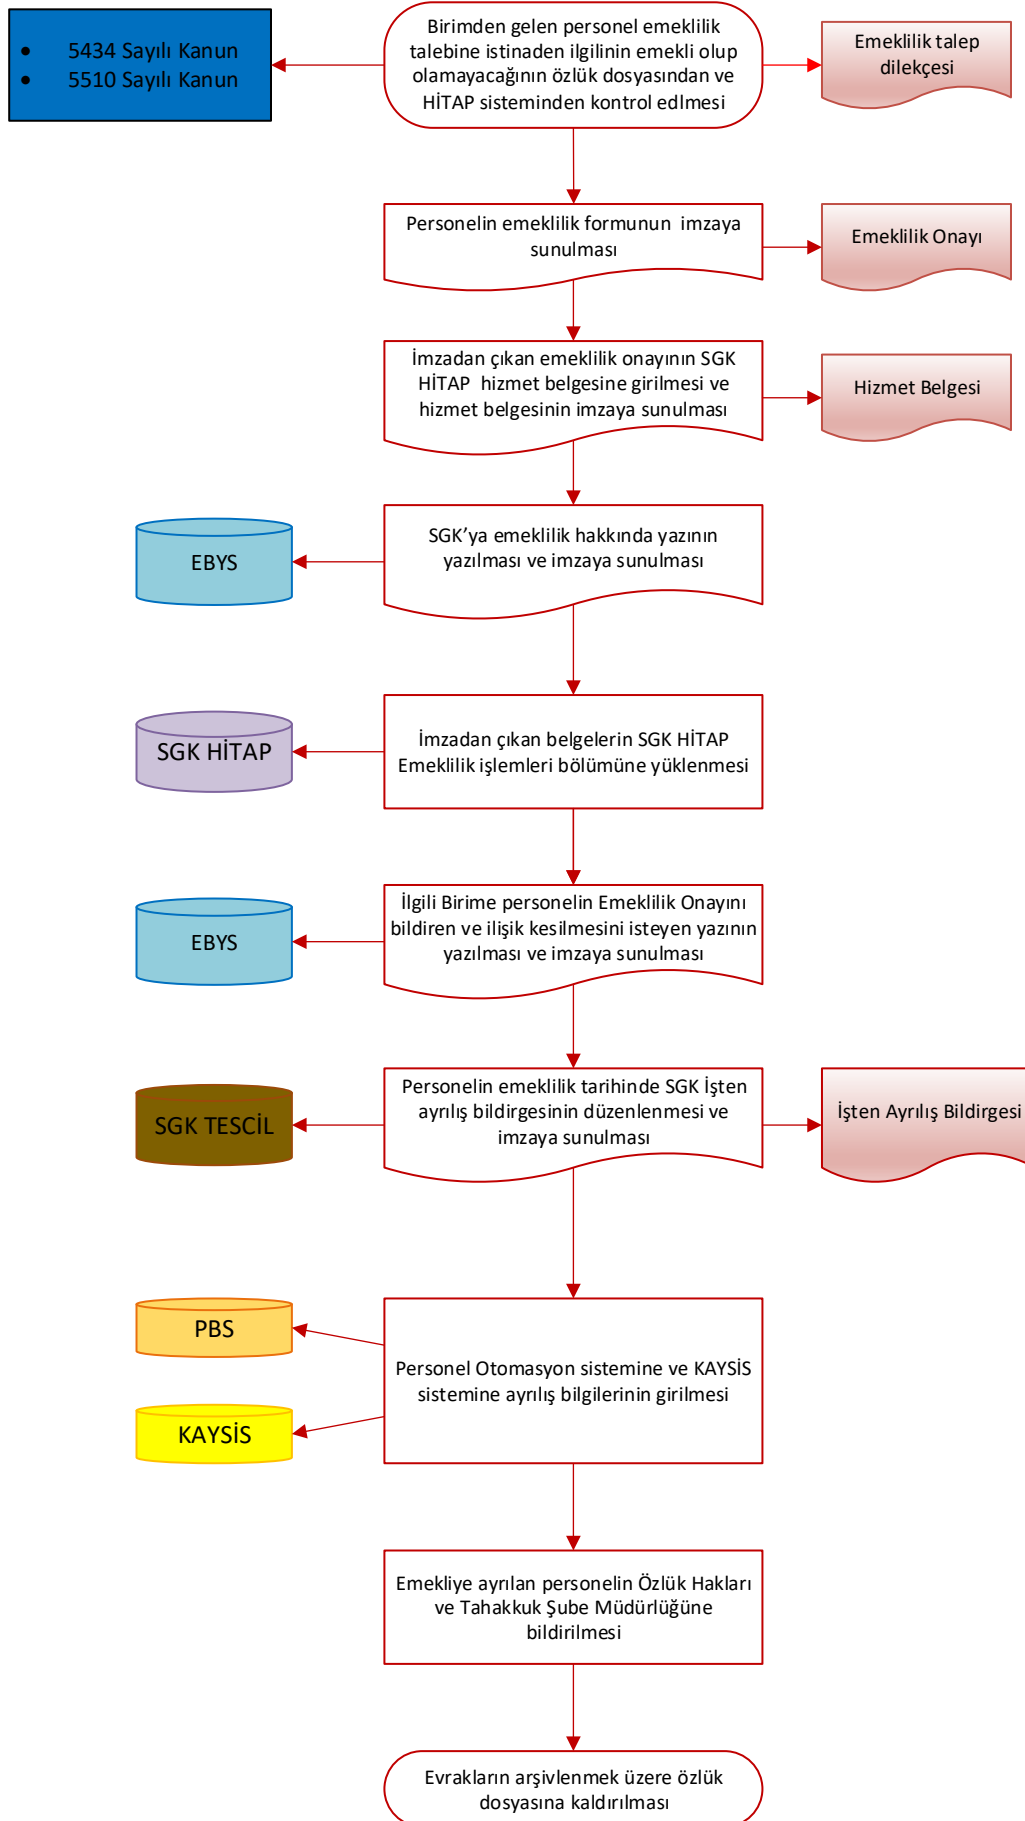 • 5434 Sayılı Kanun
• 5510 Sayılı Kanun
Birimden gelen personel emeklilik
talebine istinaden ilgilinin emekli olup
olamayacağının özlük dosyasından ve
HİTAP sisteminden kontrol edlmesi
Emeklilik talep
dilekçesi
Personelin emeklilik formunun imzaya
sunulması
Emeklilik Onayı
İmzadan çıkan emeklilik onayının SGK
HİTAP hizmet belgesine girilmesi ve
hizmet belgesinin imzaya sunulması
Hizmet Belgesi
EBYS
SGK’ya emeklilik hakkında yazının
yazılması ve imzaya sunulması
SGK HİTAP
İmzadan çıkan belgelerin SGK HİTAP
Emeklilik işlemleri bölümüne yüklenmesi
EBYS
İlgili Birime personelin Emeklilik Onayını
bildiren ve ilişik kesilmesini isteyen yazının
yazılması ve imzaya sunulması
SGK TESCİL
Personelin emeklilik tarihinde SGK İşten
ayrılış bildirgesinin düzenlenmesi ve
imzaya sunulması
İşten Ayrılış Bildirgesi
PBS
KAYSİS
Personel Otomasyon sistemine ve KAYSİS
sistemine ayrılış bilgilerinin girilmesi
Emekliye ayrılan personelin Özlük Hakları
ve Tahakkuk Şube Müdürlüğüne
bildirilmesi
Evrakların arşivlenmek üzere özlük
dosyasına kaldırılması